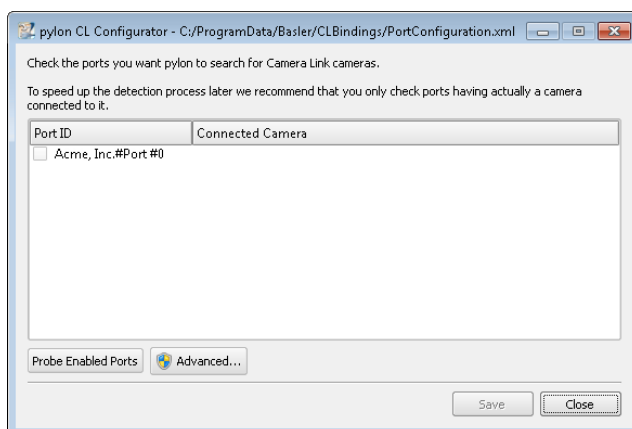 pylon CL Configurator - C:/ProgramData/Basler/CLBindings/PortConfiguration.xml
Check the ports you want pylon to search for Camera Link cameras.
To speed up the detection process later we recommend that you only check ports having actually a camera
connected to it.
Port ID Connected Camera
Acme, Inc.#Port #0
Probe Enabled Ports Advanced...
Save Close